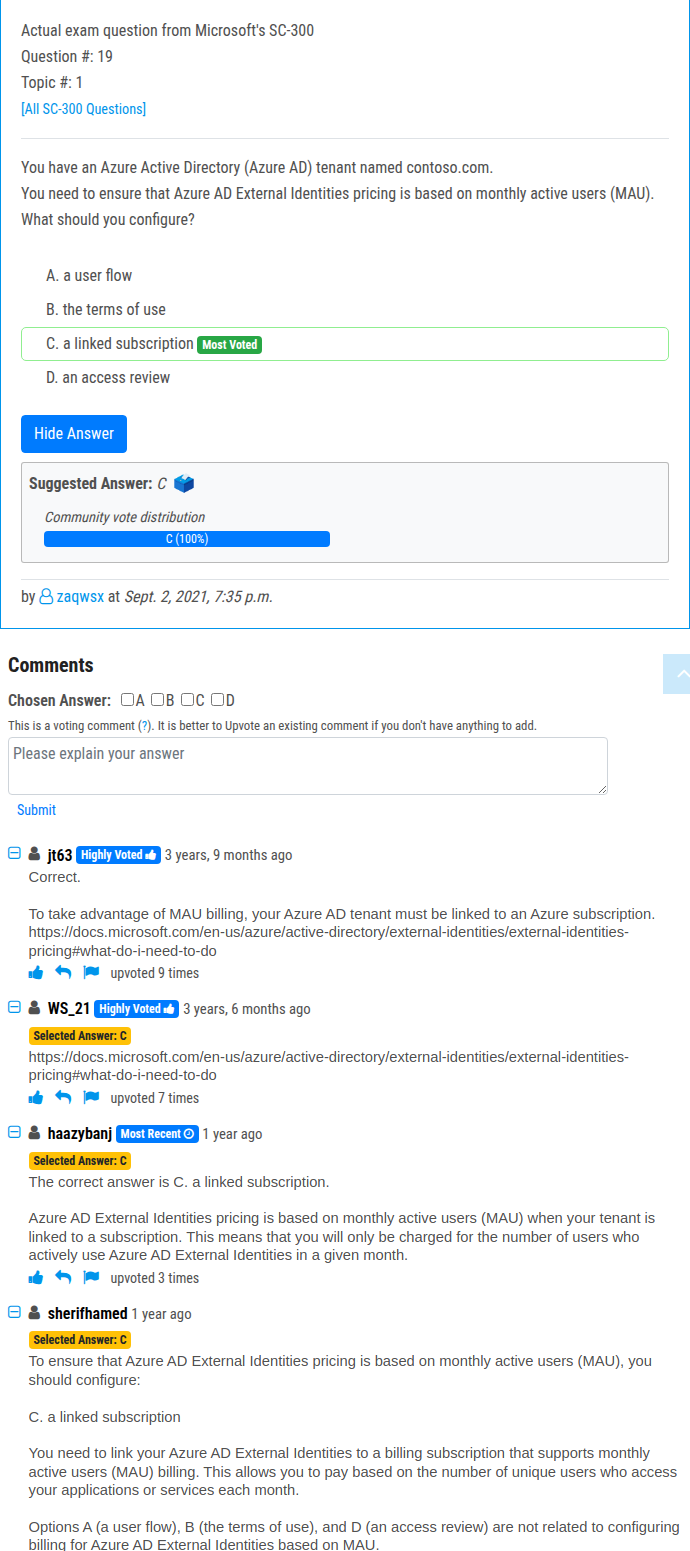 Actual exam question from Microsoft's SC-300
Question #: 19
Topic #: 1
[All SC-300 Questions]
You have an Azure Active Directory (Azure AD) tenant named contoso.com.
You need to ensure that Azure AD External Identities pricing is based on monthly active users (MAU).
What should you configure?
A. a user flow
B. the terms of use
C. a linked subscription Most Voted
D. an access review
Hide Answer
Suggested Answer: C
Community vote distribution
C (100%)
by zaqwsx at Sept. 2, 2021, 7:35 p.m.
Comments
Chosen Answer: A B C D
This is a voting comment (?). It is better to Upvote an existing comment if you don't have anything to add.
Please explain your answer
Submit
jt63 Highly Voted 3 years, 9 months ago
Correct.
To take advantage of MAU billing, your Azure AD tenant must be linked to an Azure subscription.
https://docs.microsoft.com/en-us/azure/active-directory/external-identities/external-identities-
pricing#what-do-i-need-to-do
upvoted 9 times
WS_21 Highly Voted 3 years, 6 months ago
Selected Answer: C
https://docs.microsoft.com/en-us/azure/active-directory/external-identities/external-identities-
pricing#what-do-i-need-to-do
upvoted 7 times
haazybanj Most Recent 1 year ago
Selected Answer: C
The correct answer is C. a linked subscription.
Azure AD External Identities pricing is based on monthly active users (MAU) when your tenant is
linked to a subscription. This means that you will only be charged for the number of users who
actively use Azure AD External Identities in a given month.
upvoted 3 times
sherifhamed 1 year ago
Selected Answer: C
To ensure that Azure AD External Identities pricing is based on monthly active users (MAU), you
should configure:
C. a linked subscription
You need to link your Azure AD External Identities to a billing subscription that supports monthly
active users (MAU) billing. This allows you to pay based on the number of unique users who access
your applications or services each month.
Options A (a user flow), B (the terms of use), and D (an access review) are not related to configuring
billing for Azure AD External Identities based on MAU.